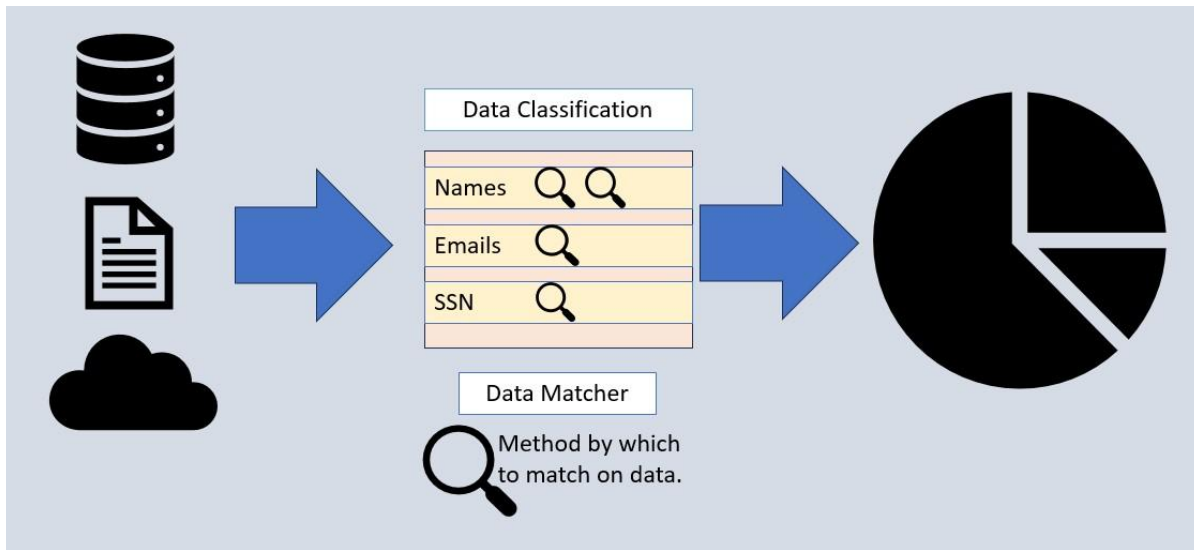 Data Classification
Names
Emails
SSN
Data Matcher
Method by which
to match on data.